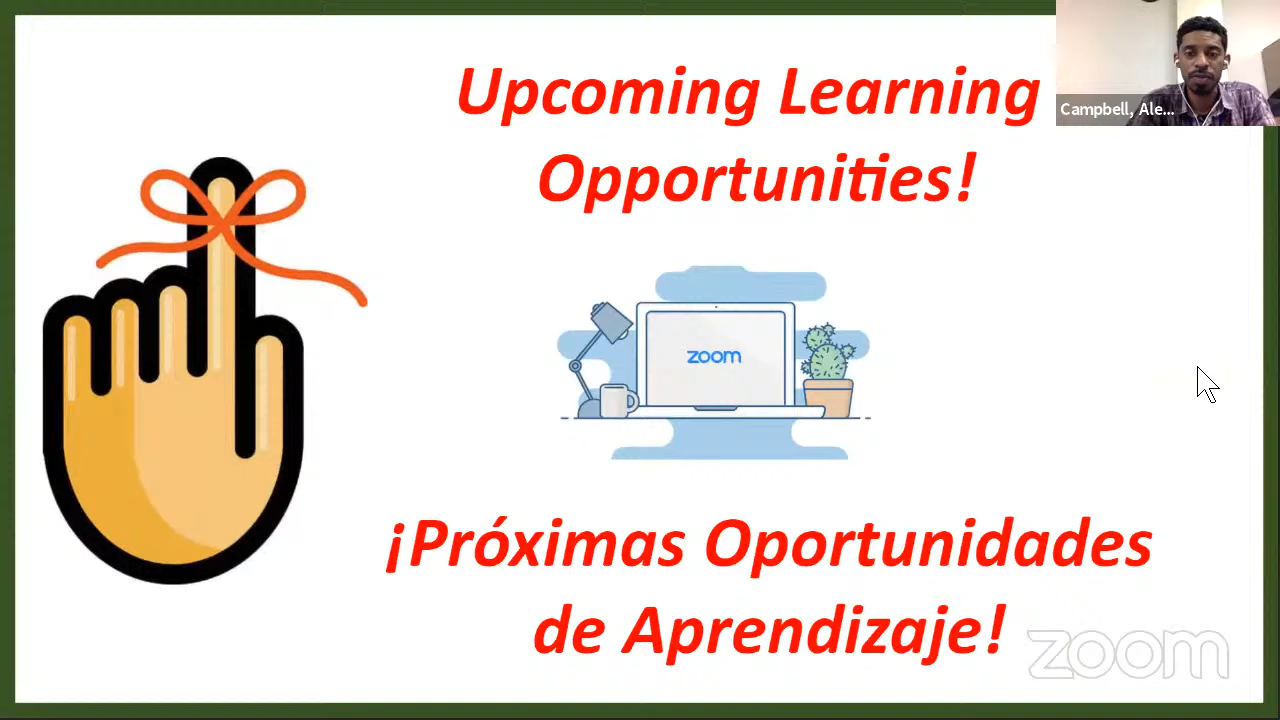 Upcoming Learning
Opportunities!
Campbell, Ale...
zoom
¡Próximas Oportunidades
de Aprendizaje!
zoom